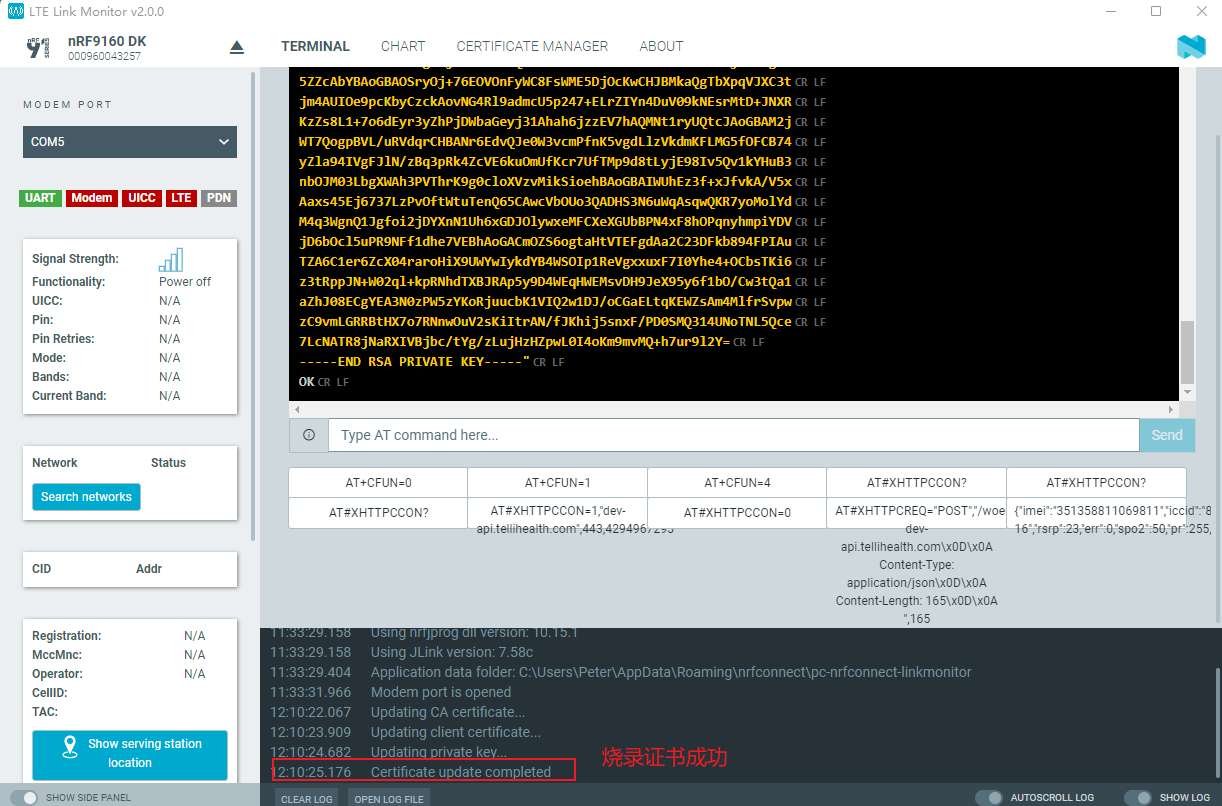 LTE Link Monitor v2.0.0
nRF9160 DK
000960043257
TERMINAL
CHART
CERTIFICATE MANAGER
ABOUT
MODEM PORT
COM5
UART Modem UICC LTE PDN
Signal Strength:
Functionality: Power off
UICC: N/A
Pin: N/A
Pin Retries: N/A
Mode: N/A
Bands: N/A
Current Band: N/A
Network Status
Search networks
CID Addr
Registration: N/A
MccMnc: N/A
Operator: N/A
CellID:
TAC:
Show serving station
location
SHOW SIDE PANEL
5ZZcAbYBAoGBAOSryOj+76EOVOnFyWC8FsWME5DjOcKwCHJBMkaQgTbXpqVJXC3t CR LF
jm4AUIOe9pcKbyCzckAovNG4Rl9admcU5p247+ELrZIYn4DuV09kNEsrMtD+JNXR CR LF
KzZs8L1+7o6dEyr3yZhPjDWbaGeyj31Ahah6jzzEV7hAQMNt1ryUQtcJAoGBAM2j CR LF
WT7QogpBVL/uRVdqrCHBANr6EdvQJe0W3vcmPfnK5vgdLlzVkdmKFLMG5fOFCB74 CR LF
yZla94IVgFJlN/zBq3pRk4ZcVE6kuOmUfKcr7UfTMp9d8tLyjE98Iv5Qv1kYHuB3 CR LF
nbOJM03LbgXWAh3PVThrK9g0cloXVzvMikSioehBAoGBAIWUhEz3f+xJfvkA/V5x CR LF
Aaxs45Ej6737LzPvOftWtuTenQ65CAwcVbOUo3QADHS3N6uWqAsqwQKR7yoMolYd CR LF
M4q3WgnQ1Jgfoi2jDYXnN1Uh6xGDJOlywxeMFCXeXGUbBPN4xF8hOPqnyhmpiYDV CR LF
jD6bOcl5uPR9NFf1dhe7VEBhAoGACmOZS6ogtaHtVTEFgdAa2C23DFkb894FPIAu CR LF
TZA6C1er6ZcX04raroHiX9UWYwIykdYB4WSOIp1ReVgxxuxF7I0Yhe4+OCbsTKi6 CR LF
z3tRppJN+W02ql+kpRNhdTXBJRAp5y9D4WEqHWEMsvDH9JeX95y6f1bO/Cw3tQa1 CR LF
aZhJ08ECgYEA3N0zPW5zYKoRjuucbK1VIQ2w1DJ/oCGaELtqKEWZsAm4MlfrSvpw CR LF
zC9vmLGRRBtHX7o7RNnwOuV2sKiItrAN/fJKhij5snxF/PD0SMQ314UNoTNL5Qce CR LF
7LcNATR8jNaRXIVBjbc/tYg/zLujHzHZpwL0I4oKm9mvMQ+h7ur9l2Y= CR LF
-----END RSA PRIVATE KEY-----" CR LF
OK CR LF
Type AT command here...
Send
AT+CFUN=0
AT+CFUN=1
AT+CFUN=4
AT#XHTTPCCON?
AT#XHTTPCCON?
AT#XHTTPCCON?
AT#XHTTPCCON=1,"dev-
api.tellihealth.com",443,4294967295
AT#XHTTPCCON=0
AT#XHTTPCREQ="POST","/woe
dev-
api.tellihealth.com\x0D\x0A
Content-Type:
application/json\x0D\x0A
Content-Length: 165\x0D\x0A
",165
{"imei":"351358811069811","iccid":"8
16","rsrp":23,"err":0,"spo2":50,"pr":255,
11:33:29.158 Using nrfjprog dll version: 10.15.1
11:33:29.158 Using JLink version: 7.58c
11:33:29.404 Application data folder: C:\Users\Peter\AppData\Roaming\nrfconnect\pc-nrfconnect-linkmonitor
11:33:31.966 Modem port is opened
12:10:22.067 Updating CA certificate...
12:10:23.909 Updating client certificate...
12:10:24.682 Updating private key...
12:10:25.176 Certificate update completed
烧录证书成功
CLEAR LOG
OPEN LOG FILE
AUTOSCROLL LOG
SHOW LOG